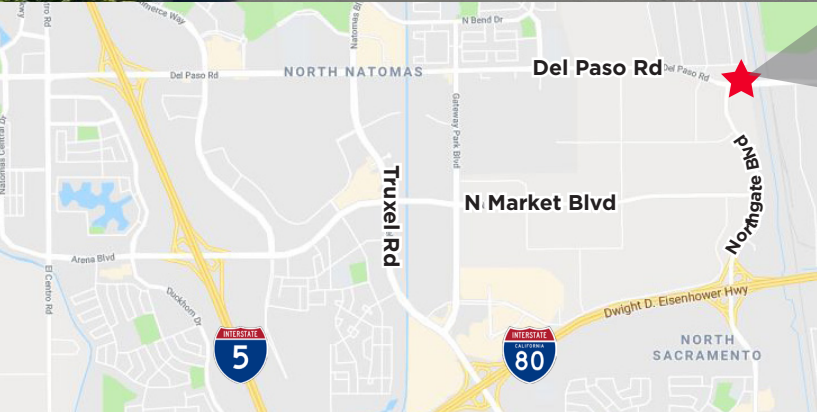 N Bend Dr
Del Paso Rd
NORTH NATOMAS
Del Paso Rd
Del Paso Rd
Gateway Park Blvd
Truxel Rd
N Market Blvd
Northgate Blvd
Arena Blvd
El Centro Rd
Duckhorn Dr
Dwight D. Eisenhower Hwy
INTERSTATE
5
INTERSTATE
CALIFORNIA
80
NORTH
SACRAMENTO